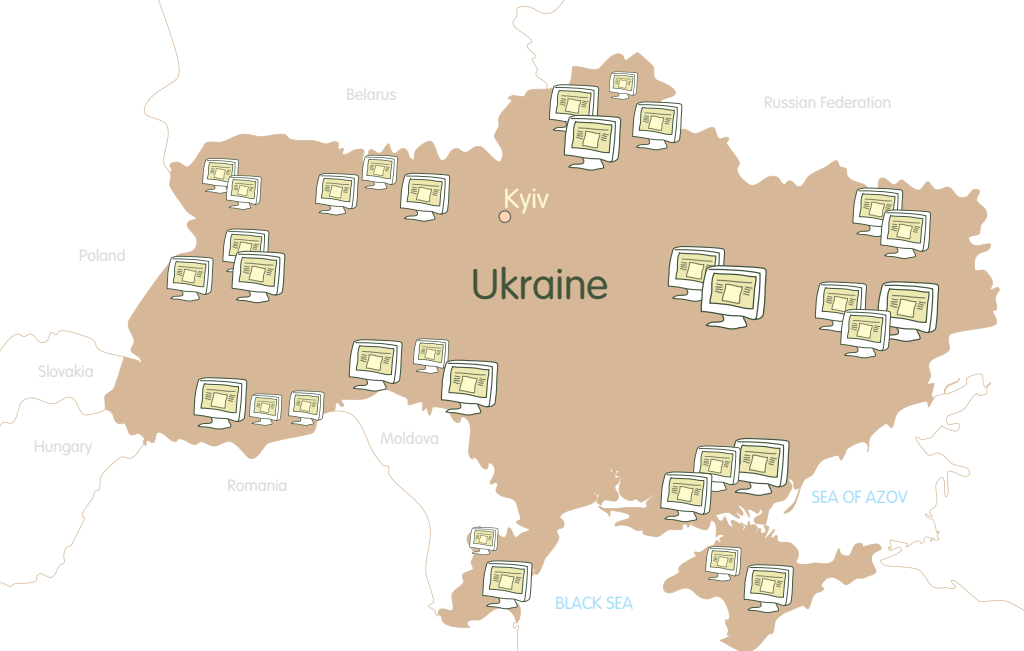 Belarus
Russian Federation
Kyiv
Poland
Ukraine
Slovakia
Moldova
Hungary
Romania
SEA OF AZOV
BLACK SEA